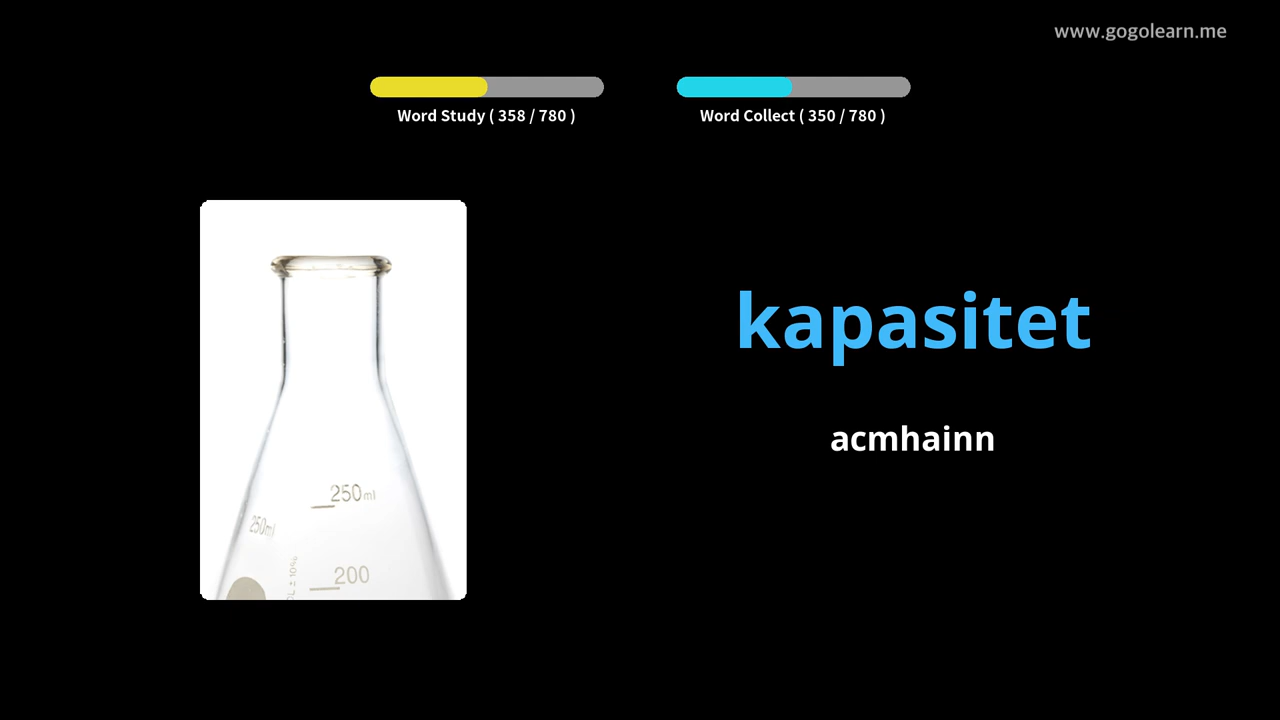 www.gogolearn.me
Word Study ( 358 / 780 )
Word Collect ( 350 / 780 )
kapasitet
acmhainn
250ml
250ml
200